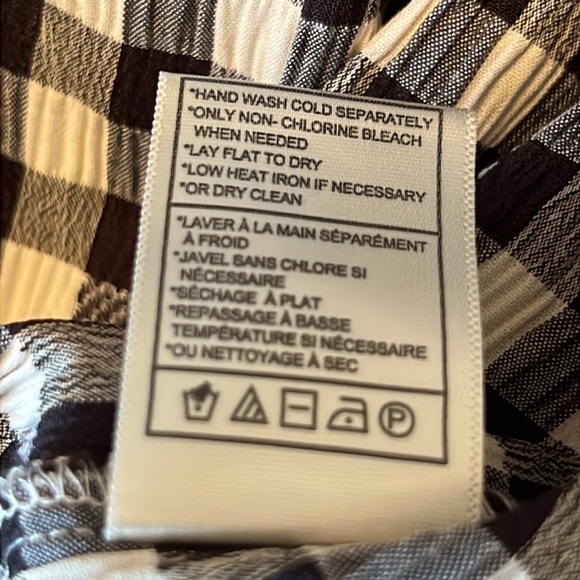 *HAND WASH COLD SEPARATELY
*ONLY NON- CHLORINE BLEACH
WHEN NEEDED
*LAY FLAT TO DRY
*LOW HEAT IRON IF NECESSARY
*OR DRY CLEAN
*LAVER À LA MAIN SÉPARÉMENT
À FROID
*JAVEL SANS CHLORE SI
NÉCESSAIRE
*SÉCHAGE À PLAT
*REPASSAGE À BASSE
TEMPÉRATURE SI NÉCESSAIRE
*OU NETTOYAGE À SEC
P